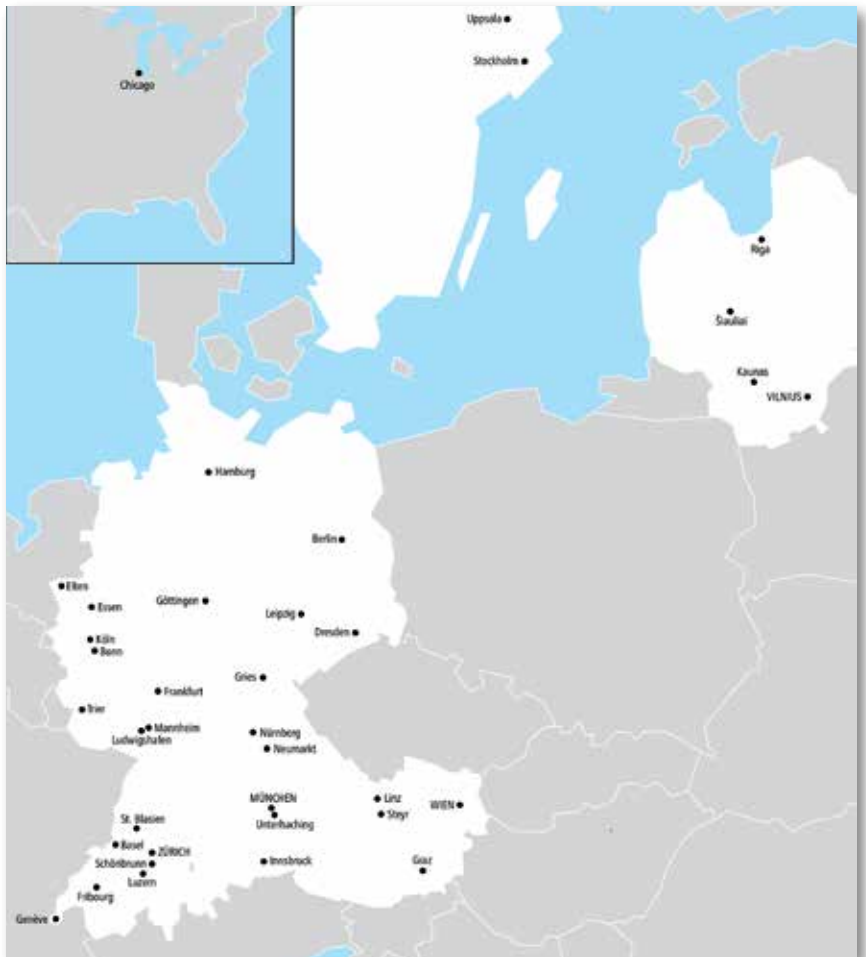 Uppsala
Stockholm
Chicago
Riga
Šiauliai
Kaunas
VILNIUS
Hamburg
Berlin
Elten
Essen
Göttingen
Leipzig
Köln
Dresden
Bonn
Gries
Frankfurt
Trier
Mannheim
Ludwigshafen
Nürnberg
Neumarkt
MÜNCHEN
Linz
WIEN
Unterhaching
Steyr
St. Blasien
Basel
ZÜRICH
Schönbrunn
Innsbruck
Graz
Luzern
Fribourg
Genève